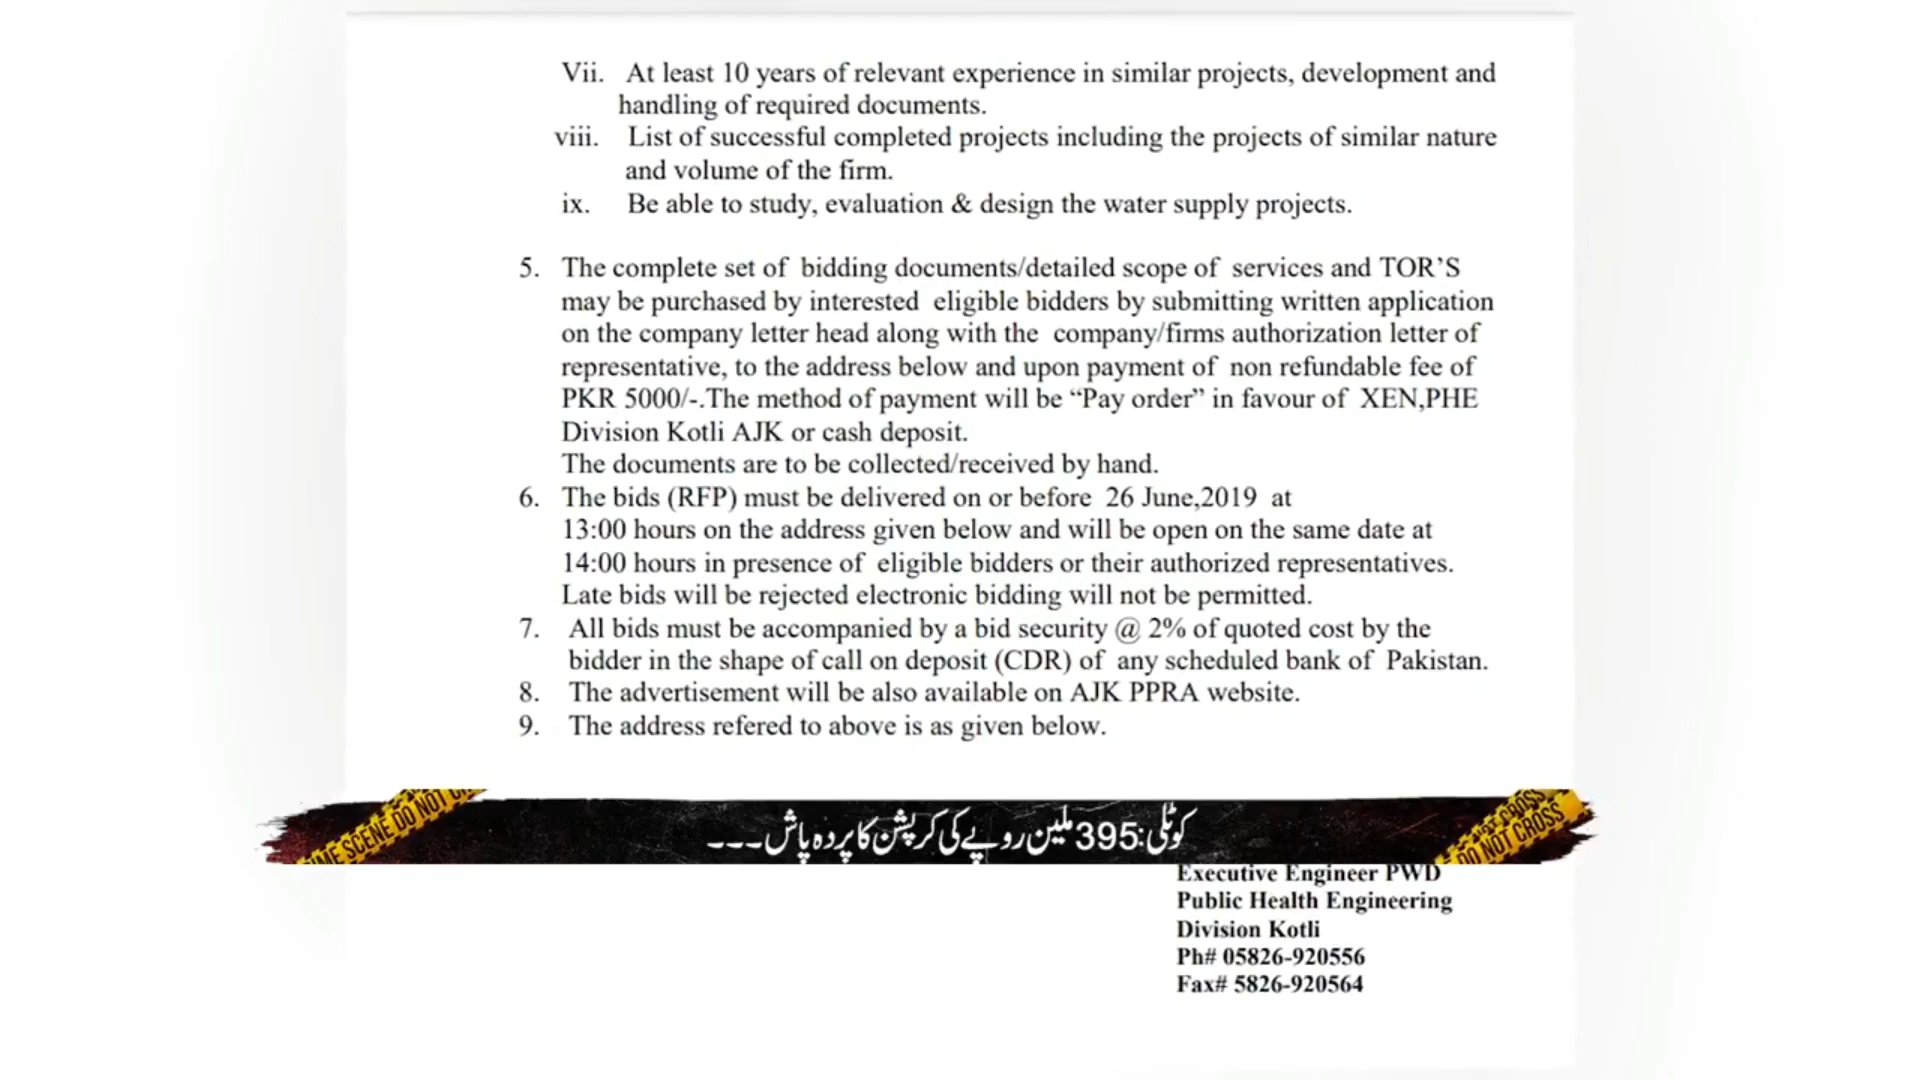 Vii. At least 10 years of relevant experience in similar projects, development and
handling of required documents.
viii. List of successful completed projects including the projects of similar nature
and volume of the firm.
ix. Be able to study, evaluation & design the water supply projects.
5. The complete set of bidding documents/detailed scope of services and TOR’S
may be purchased by interested eligible bidders by submitting written application
on the company letter head along with the company/firms authorization letter of
representative, to the address below and upon payment of non refundable fee of
PKR 5000/-.The method of payment will be “Pay order” in favour of XEN,PHE
Division Kotli AJK or cash deposit.
The documents are to be collected/received by hand.
6. The bids (RFP) must be delivered on or before 26 June,2019 at
13:00 hours on the address given below and will be open on the same date at
14:00 hours in presence of eligible bidders or their authorized representatives.
Late bids will be rejected electronic bidding will not be permitted.
7. All bids must be accompanied by a bid security @ 2% of quoted cost by the
bidder in the shape of call on deposit (CDR) of any scheduled bank of Pakistan.
8. The advertisement will be also available on AJK PPRA website.
9. The address refered to above is as given below.
SCENE DO NOT
کوٹلی:395ملین روپے کی کرپشن کا پردہ پاش---
CROSS
DO NOT CROSS
Executive Engineer PWD
Public Health Engineering
Division Kotli
Ph# 05826-920556
Fax# 5826-920564